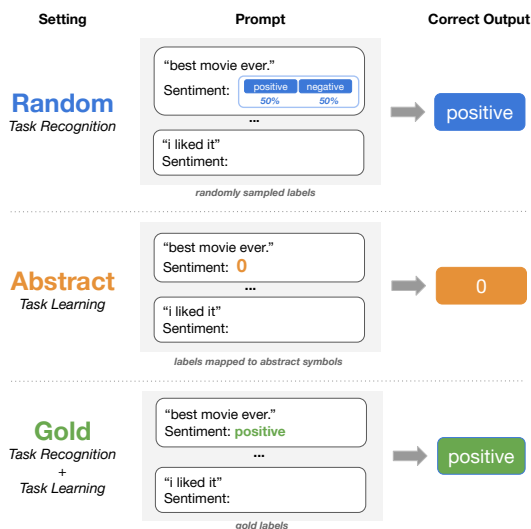 Setting Prompt Correct Output
"best movie ever."
Sentiment: positive negative
50% 50%
...
Random
Task Recognition
"i liked it"
Sentiment:
positive
randomly sampled labels
"best movie ever."
Sentiment: 0
...
Abstract
Task Learning
"i liked it"
Sentiment:
0
labels mapped to abstract symbols
"best movie ever."
Sentiment: positive
...
Gold
Task Recognition
+
Task Learning
"i liked it"
Sentiment:
positive
gold labels